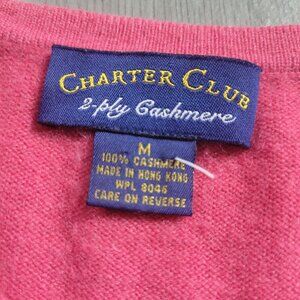 CHARTER CLUB
2-ply Cashmere
M
100% CASHMERE
MADE IN HONG KONG
WPL 8046
CARE ON REVERSE